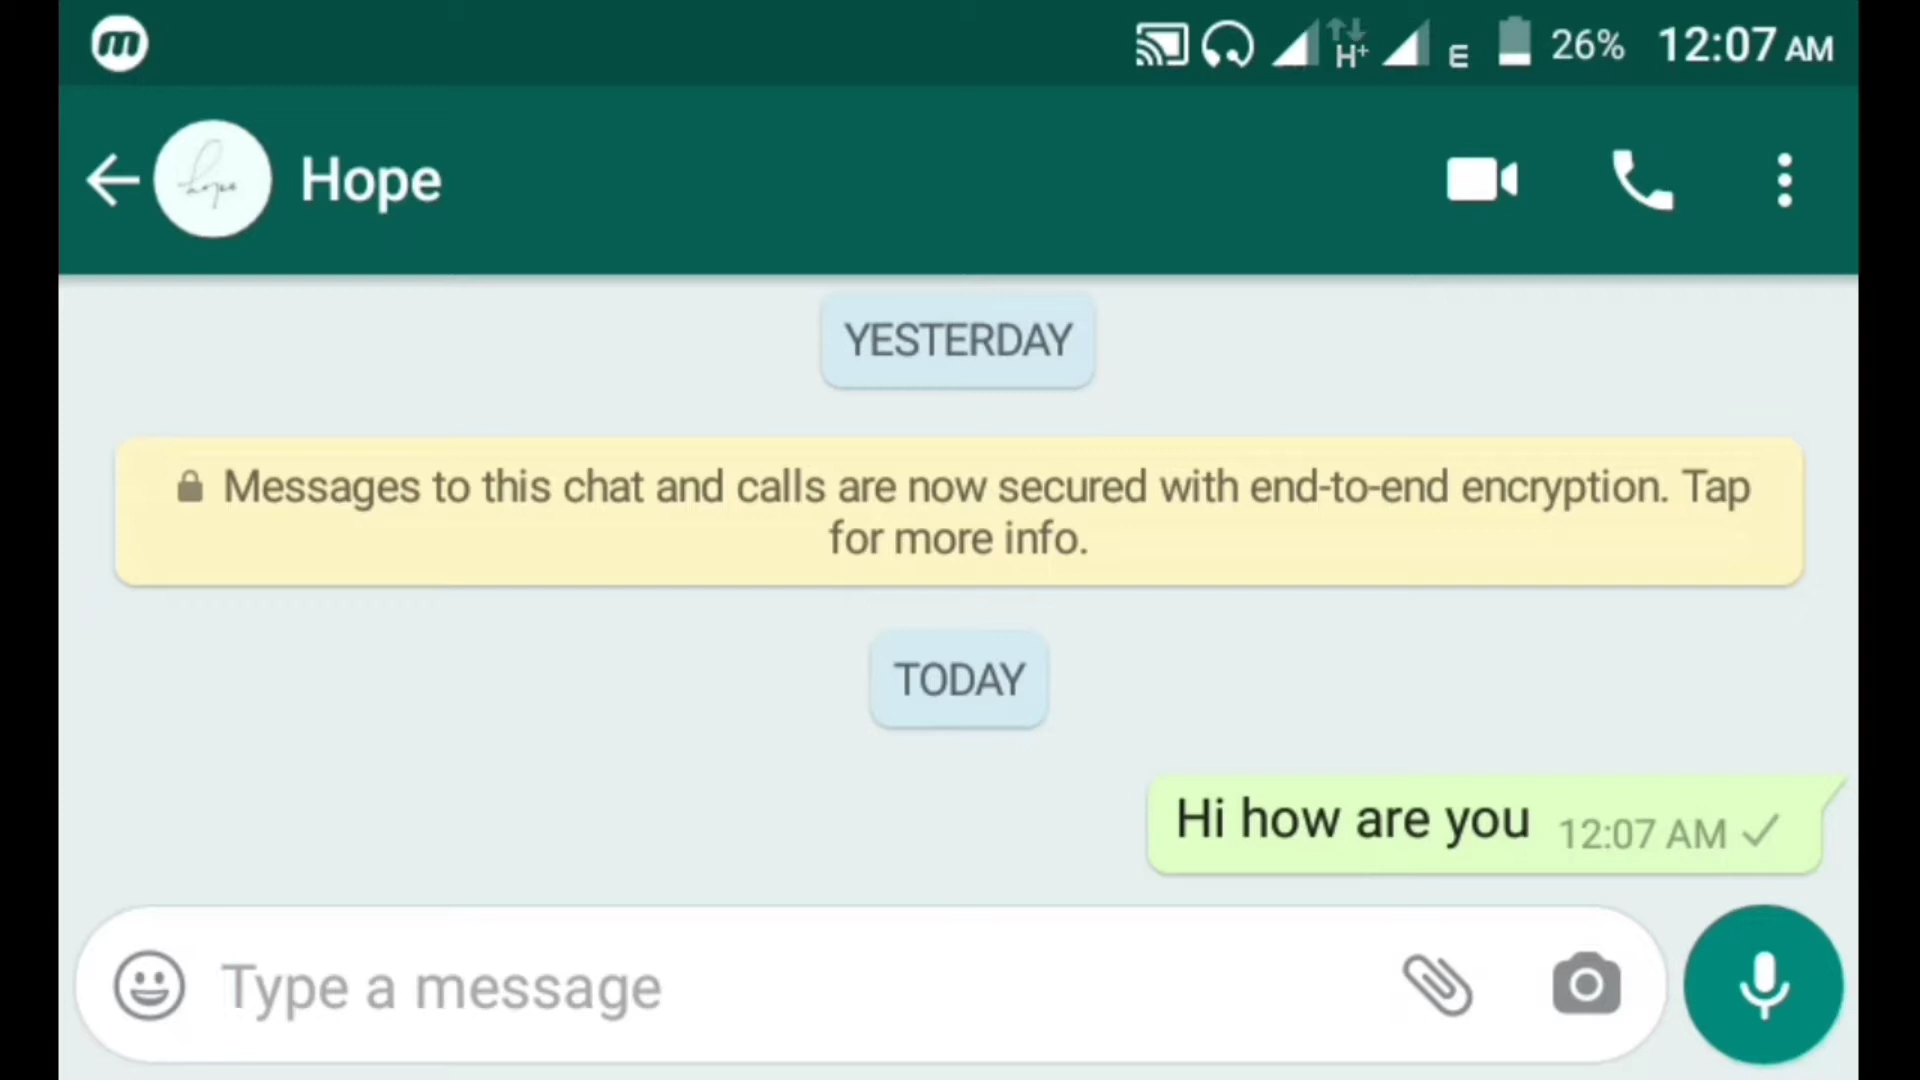 m
H+ E 26% 12:07 AM
hope
Hope
YESTERDAY
Messages to this chat and calls are now secured with end-to-end encryption. Tap
for more info.
TODAY
Hi how are you 12:07 AM
Type a message